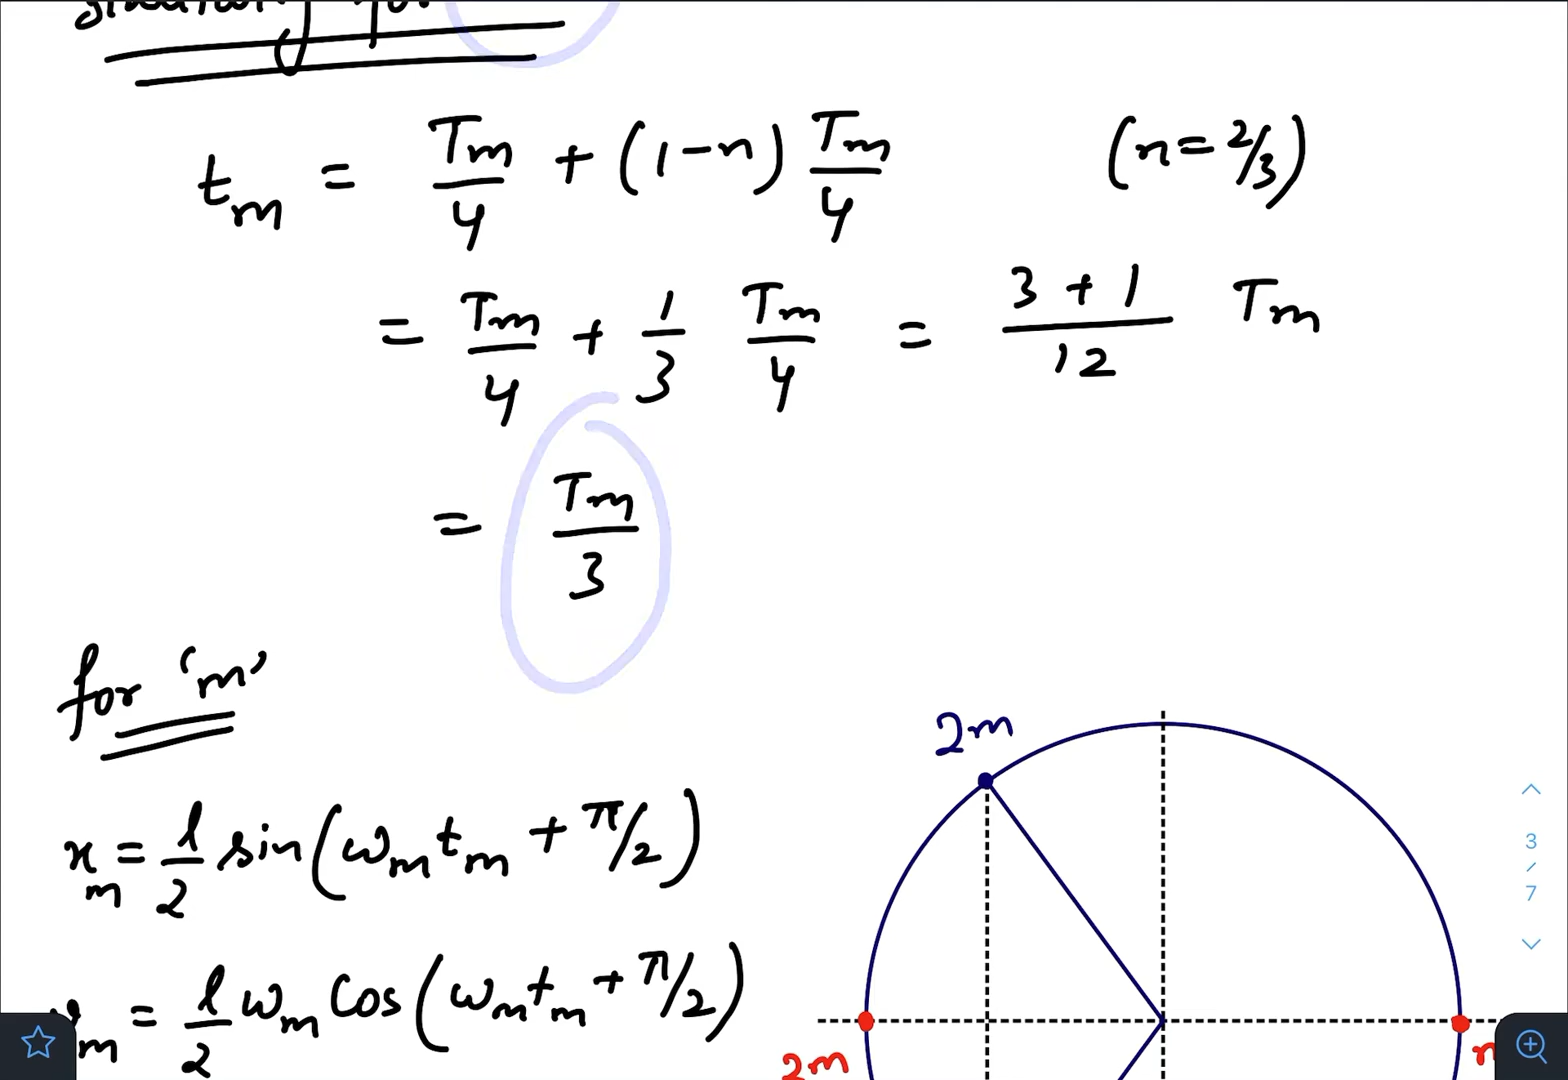 t_m = T_m/4 + (1-n) T_m/4 (n = 2/3)
= T_m/4 + 1/3 T_m/4 = (3 + 1)/12 T_m
= T_m/3
for 'm'
x_m = l/2 sin(ω_m t_m + π/2)
_m = l/2 ω_m cos(ω_m t_m + π/2)
2m
2m
3 / 7